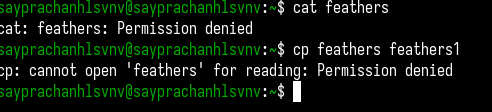 sayprachanhlsvnv@sayprachanhlsvnv:~$ cat feathers
cat: feathers: Permission denied
sayprachanhlsvnv@sayprachanhlsvnv:~$ cp feathers feathers1
cp: cannot open 'feathers' for reading: Permission denied
sayprachanhlsvnv@sayprachanhlsvnv:~$